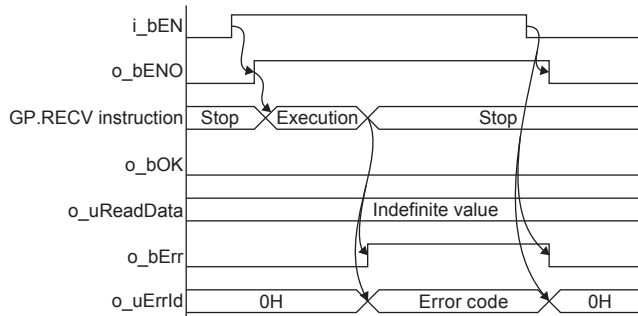 i_bEN
o_bENO
GP.RECV instruction Stop Execution Stop
o_bOK
o_uReadData Indefinite value
o_bErr
o_uErrId 0H Error code 0H